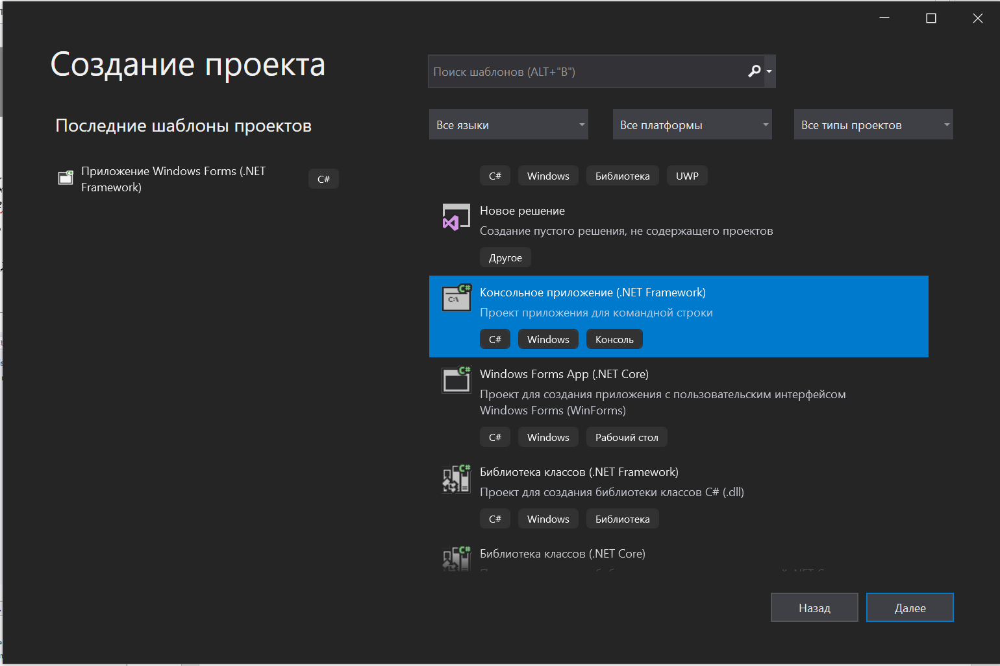 Создание проекта
Поиск шаблонов (ALT+"B")
Последние шаблоны проектов
Все языки
Все платформы
Все типы проектов
Приложение Windows Forms (.NET
Framework)
C#
C# Windows Библиотека UWP
Новое решение
Создание пустого решения, не содержащего проектов
Другое
Консольное приложение (.NET Framework)
Проект приложения для командной строки
C# Windows Консоль
Windows Forms App (.NET Core)
Проект для создания приложения с пользовательским интерфейсом
Windows Forms (WinForms)
C# Windows Рабочий стол
Библиотека классов (.NET Framework)
Проект для создания библиотеки классов C# (.dll)
C# Windows Библиотека
Библиотека классов (.NET Core)
Назад
Далее